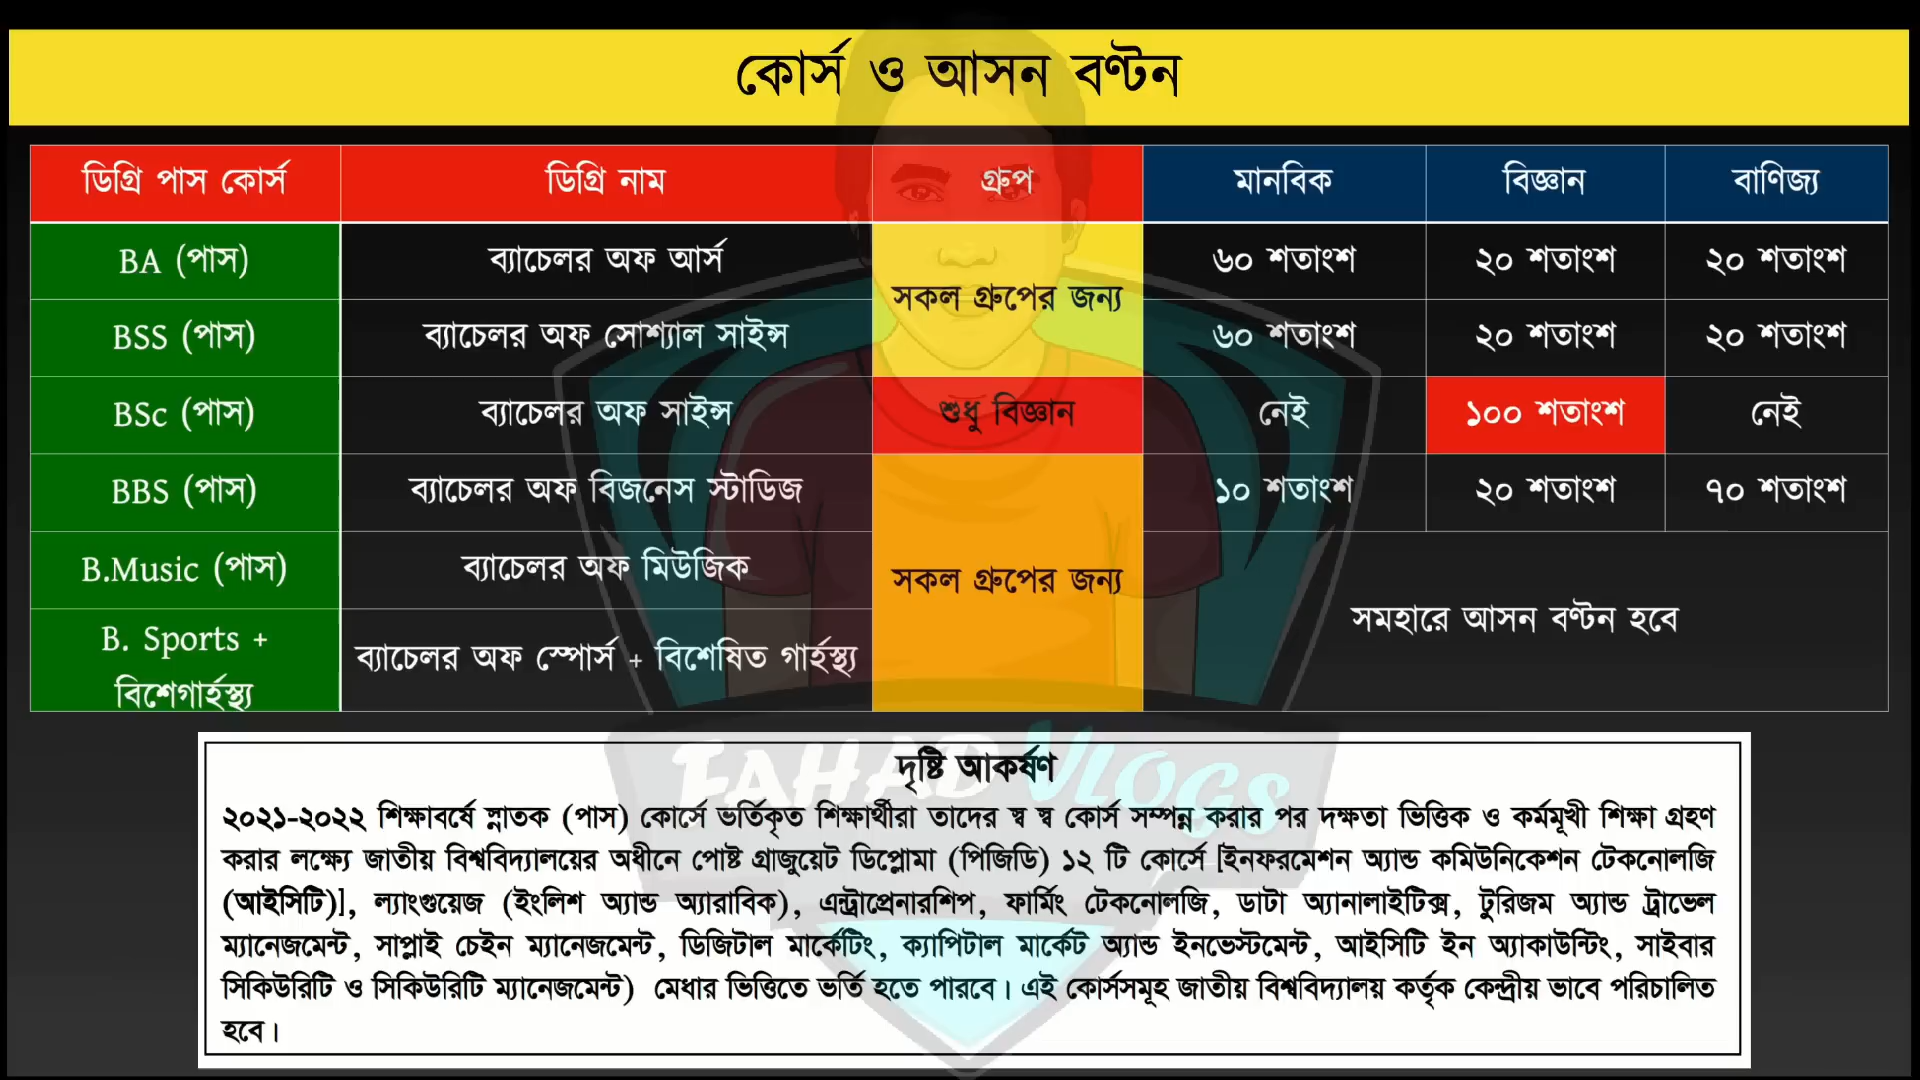 কোর্স ও আসন বণ্টন
ডিগ্রি পাস কোর্স ডিগ্রি নাম গ্রুপ মানবিক বিজ্ঞান বাণিজ্য
BA (পাস) ব্যাচেলর অফ আর্স ৬০ শতাংশ ২০ শতাংশ ২০ শতাংশ
সকল গ্রুপের জন্য
BSS (পাস) ব্যাচেলর অফ সোশ্যাল সাইন্স ৬০ শতাংশ ২০ শতাংশ ২০ শতাংশ
BSc (পাস) ব্যাচেলর অফ সাইন্স শুধু বিজ্ঞান নেই ১০০ শতাংশ নেই
BBS (পাস) ব্যাচেলর অফ বিজনেস স্টাডিজ ১০ শতাংশ ২০ শতাংশ ৭০ শতাংশ
B.Music (পাস) ব্যাচেলর অফ মিউজিক সকল গ্রুপের জন্য
সমহারে আসন বণ্টন হবে
B. Sports +
বিশেগার্হস্থ্য
ব্যাচেলর অফ স্পোর্স + বিশেষিত গার্হস্থ্য
FAHAD VLOGS
দৃষ্টি আকর্ষণ
২০২১-২০২২ শিক্ষাবর্ষে স্নাতক (পাস) কোর্সে ভর্তিকৃত শিক্ষার্থীরা তাদের স্ব স্ব কোর্স সম্পন্ন করার পর দক্ষতা ভিত্তিক ও কর্মমূখী শিক্ষা গ্রহণ
করার লক্ষ্যে জাতীয় বিশ্ববিদ্যালয়ের অধীনে পোষ্ট গ্রাজুয়েট ডিপ্লোমা (পিজিডি) ১২ টি কোর্সে [ইনফরমেশন অ্যান্ড কমিউনিকেশন টেকনোলজি
(আইসিটি)], ল্যাংগুয়েজ (ইংলিশ অ্যান্ড অ্যারাবিক), এন্ট্রাপ্রেনারশিপ, ফার্মিং টেকনোলজি, ডাটা অ্যানালাইটিক্স, টুরিজম অ্যান্ড ট্রাভেল
ম্যানেজমেন্ট, সাপ্লাই চেইন ম্যানেজমেন্ট, ডিজিটাল মার্কেটিং, ক্যাপিটাল মার্কেট অ্যান্ড ইনভেস্টমেন্ট, আইসিটি ইন অ্যাকাউন্টিং, সাইবার
সিকিউরিটি ও সিকিউরিটি ম্যানেজমেন্ট) মেধার ভিত্তিতে ভর্তি হতে পারবে। এই কোর্সসমূহ জাতীয় বিশ্ববিদ্যালয় কর্তৃক কেন্দ্রীয় ভাবে পরিচালিত
হবে।